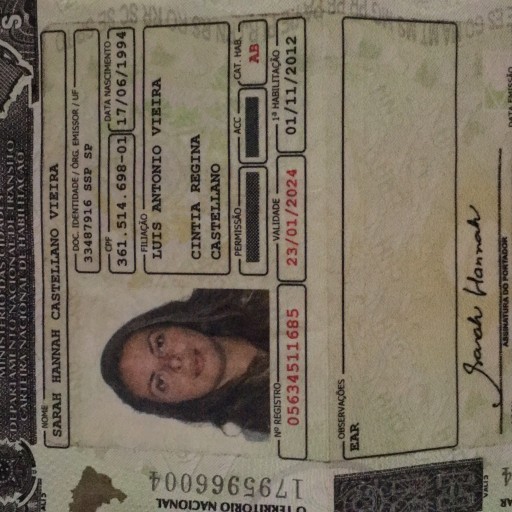 MINISTÉRIO DAS CIDADES
DEPARTAMENTO NACIONAL DE TRÂNSITO
CARTEIRA NACIONAL DE HABILITAÇÃO
NOME
SARAH HANNAH CASTELLANO VIEIRA
DOC. IDENTIDADE / ÓRG. EMISSOR / UF
33487916 SSP SP
CPF
361.514.698-01
DATA NASCIMENTO
17/06/1994
FILIAÇÃO
LUIS ANTONIO VIEIRA
CINTIA REGINA
CASTELLANO
PERMISSÃO
ACC
CAT. HAB.
AB
Nº REGISTRO
05634511685
VALIDADE
23/01/2024
1ª HABILITAÇÃO
01/11/2012
OBSERVAÇÕES
EAR
Sarah Hannah
ASSINATURA DO PORTADOR
DATA EMISSÃO
O TERRITÓRIO NACIONAL
1795966004